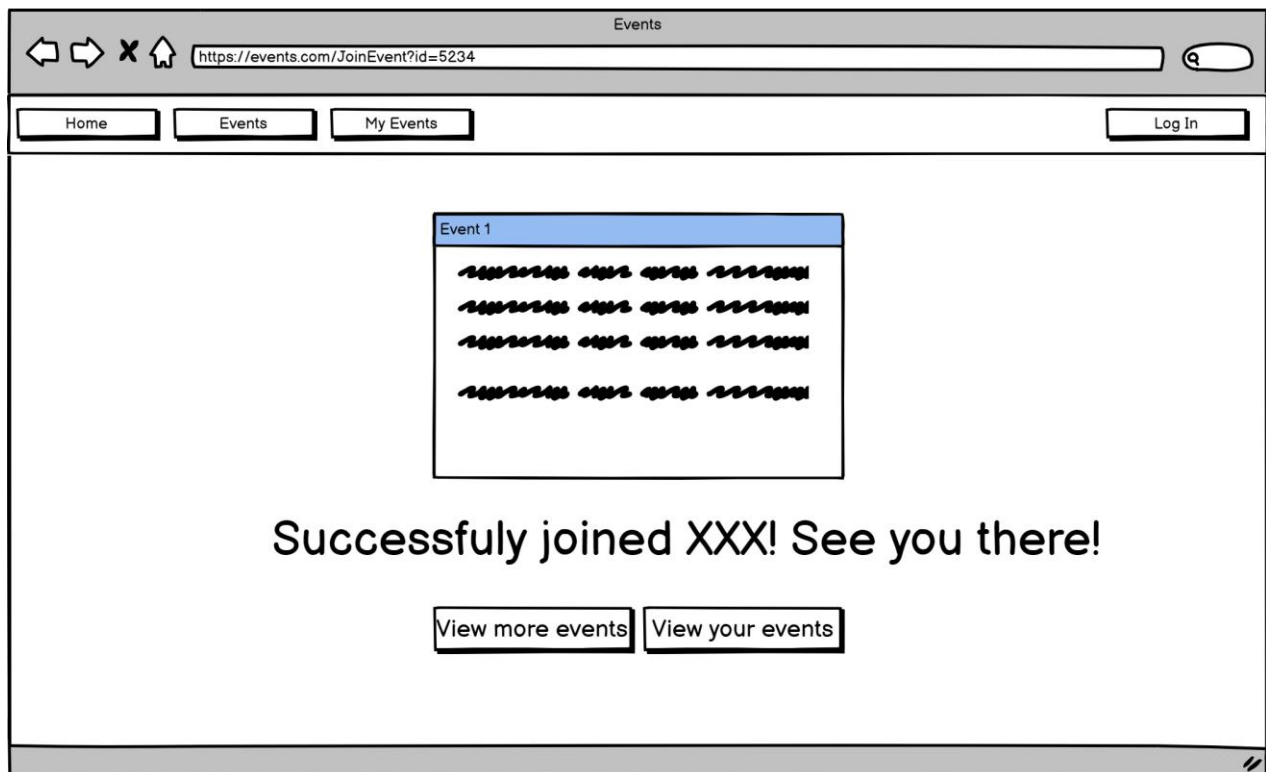 Events
https://events.com/JoinEvent?id=5234
Home Events My Events Log In
Event 1
Successfuly joined XXX! See you there!
View more events View your events